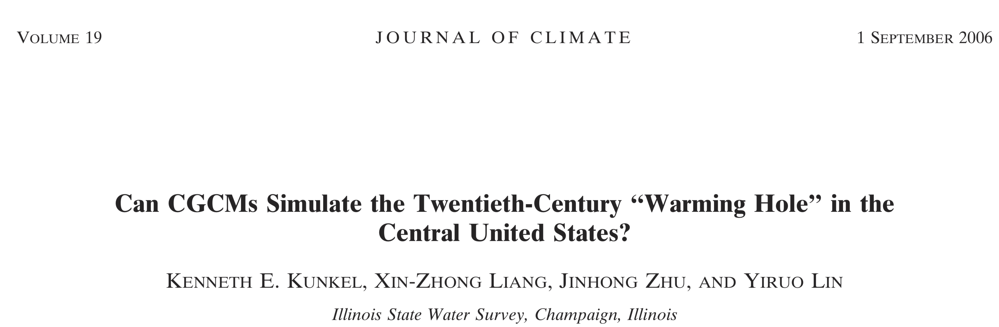 VOLUME 19 JOURNAL OF CLIMATE 1 SEPTEMBER 2006
Can CGCMs Simulate the Twentieth-Century “Warming Hole” in the
Central United States?
KENNETH E. KUNKEL, XIN-ZHONG LIANG, JINHONG ZHU, AND YIRUO LIN
Illinois State Water Survey, Champaign, Illinois